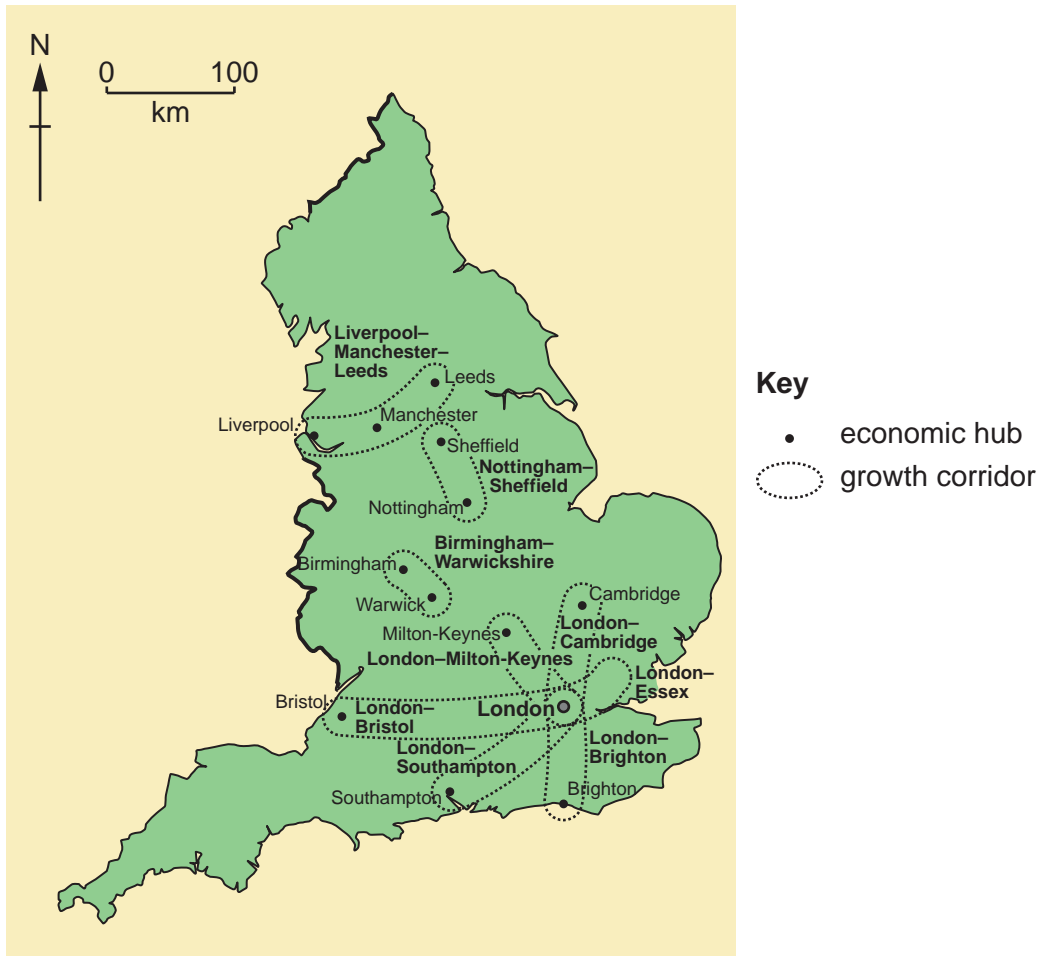 N
0 100
km
Liverpool–
Manchester–
Leeds
Leeds
Liverpool
Manchester
Sheffield
Nottingham–
Sheffield
Nottingham
Birmingham–
Warwickshire
Birmingham
Warwick
Cambridge
London–
Cambridge
Milton-Keynes
London–Milton-Keynes
London–
Essex
Bristol
London–
Bristol
London
London–
Brighton
London–
Southampton
Southampton
Brighton
Key
economic hub
growth corridor